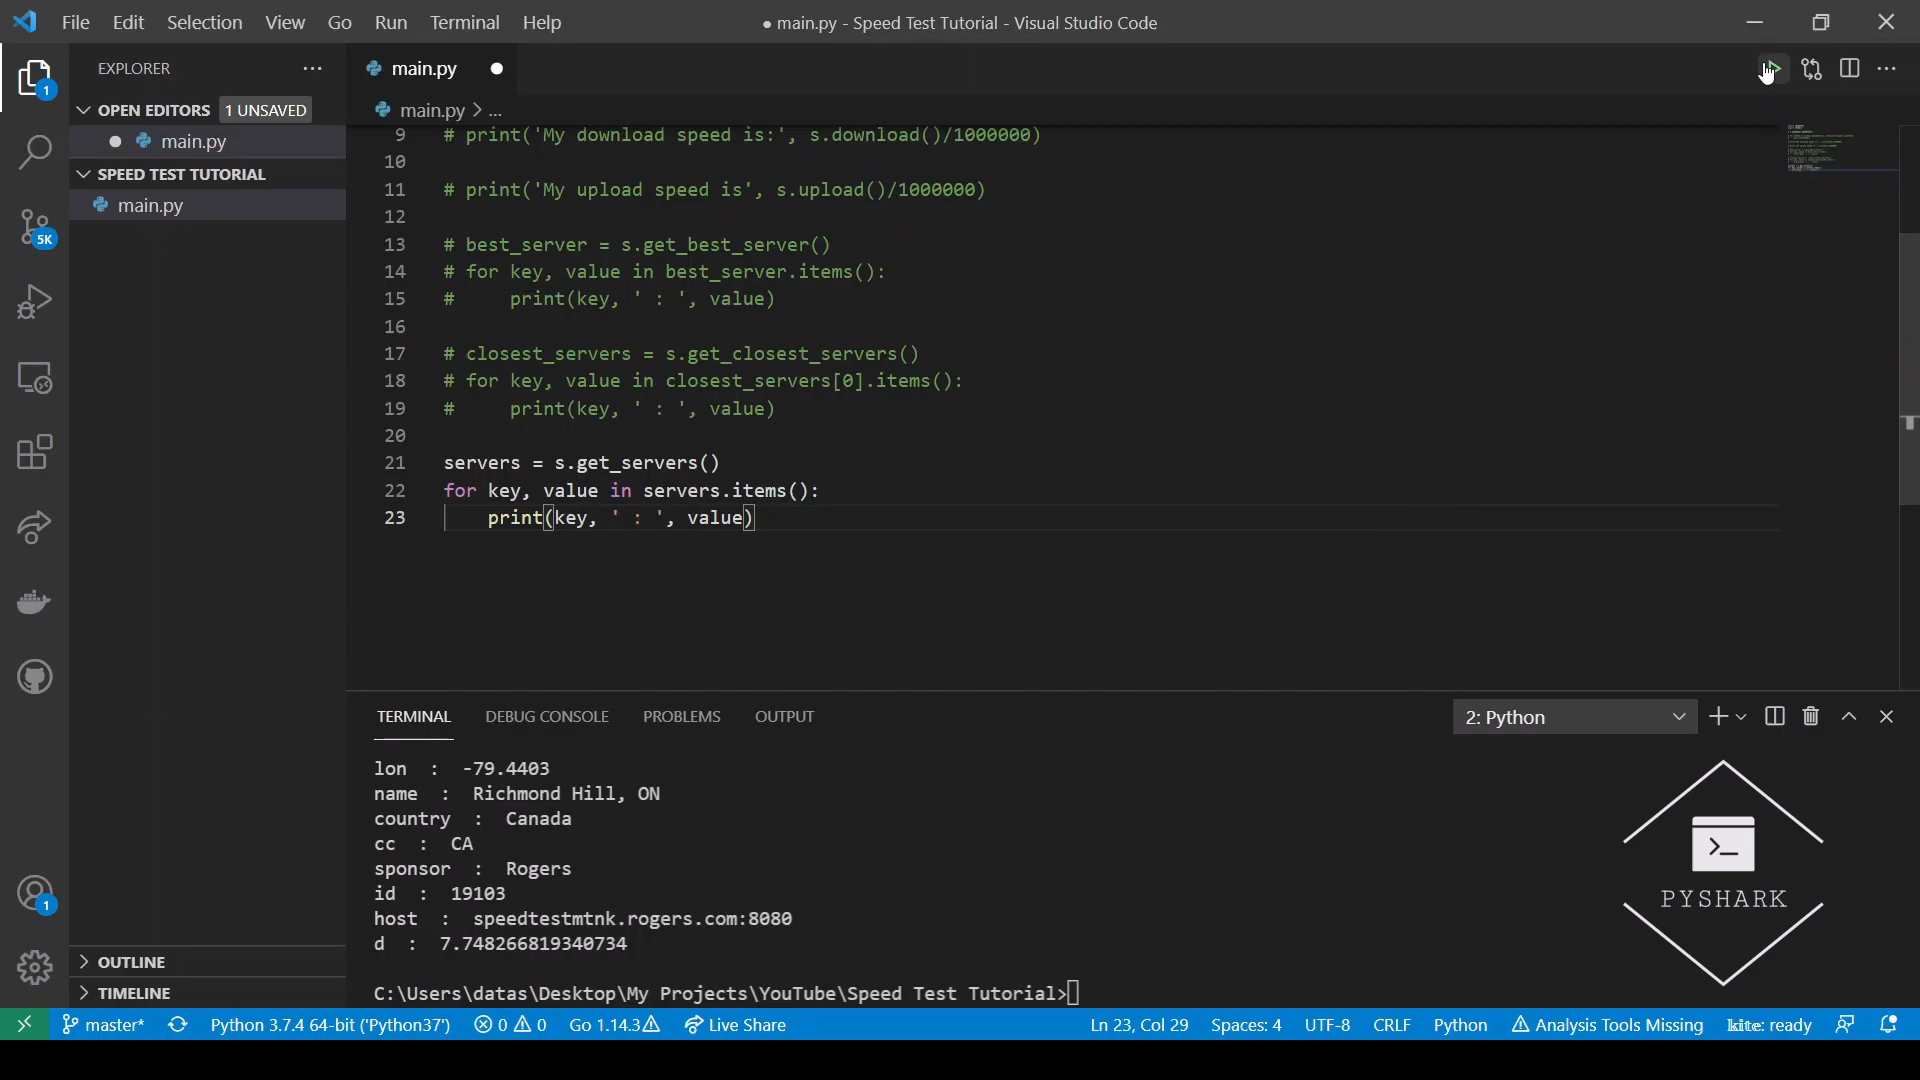 File Edit Selection View Go Run Terminal Help
● main.py - Speed Test Tutorial - Visual Studio Code
EXPLORER
OPEN EDITORS 1 UNSAVED
main.py
SPEED TEST TUTORIAL
main.py
OUTLINE
TIMELINE
1
5K
1
main.py
main.py > ...
9 # print('My download speed is:', s.download()/1000000)
10
11 # print('My upload speed is', s.upload()/1000000)
12
13 # best_server = s.get_best_server()
14 # for key, value in best_server.items():
15 #     print(key, ' : ', value)
16
17 # closest_servers = s.get_closest_servers()
18 # for key, value in closest_servers[0].items():
19 #     print(key, ' : ', value)
20
21 servers = s.get_servers()
22 for key, value in servers.items():
23     print(key, ' : ', value)
TERMINAL DEBUG CONSOLE PROBLEMS OUTPUT
2: Python
lon  :  -79.4403
name  :  Richmond Hill, ON
country  :  Canada
cc  :  CA
sponsor  :  Rogers
id  :  19103
host  :  speedtestmtnk.rogers.com:8080
d  :  7.748266819340734
C:\Users\datas\Desktop\My Projects\YouTube\Speed Test Tutorial>
PYSHARK
master* Python 3.7.4 64-bit ('Python37') 0 0 Go 1.14.3 Live Share Ln 23, Col 29 Spaces: 4 UTF-8 CRLF Python Analysis Tools Missing kite: ready